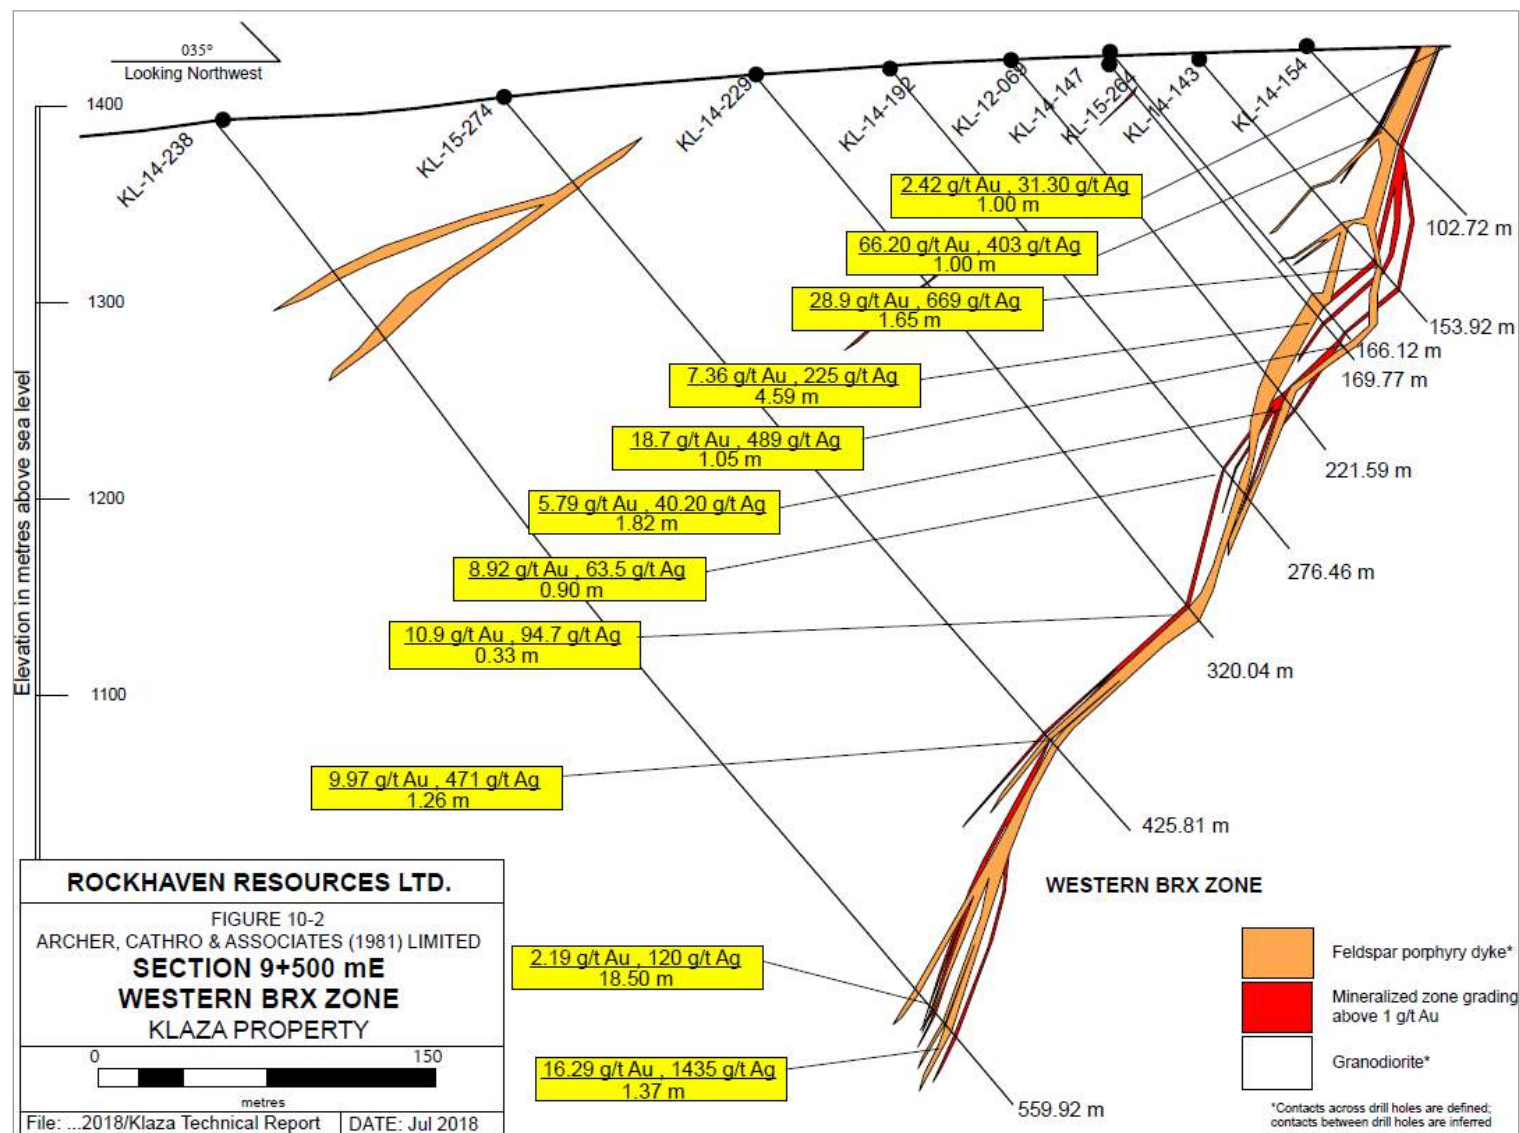 035º
Looking Northwest
1400
1300
1200
1100
Elevation in metres above sea level
KL-14-238
KL-15-274
KL-14-229
KL-14-192
KL-12-069
KL-14-147
KL-15-264
KL-14-143
KL-14-154
2.42 g/t Au , 31.30 g/t Ag
1.00 m
66.20 g/t Au , 403 g/t Ag
1.00 m
28.9 g/t Au , 669 g/t Ag
1.65 m
7.36 g/t Au , 225 g/t Ag
4.59 m
18.7 g/t Au , 489 g/t Ag
1.05 m
5.79 g/t Au , 40.20 g/t Ag
1.82 m
8.92 g/t Au , 63.5 g/t Ag
0.90 m
10.9 g/t Au , 94.7 g/t Ag
0.33 m
9.97 g/t Au , 471 g/t Ag
1.26 m
2.19 g/t Au , 120 g/t Ag
18.50 m
16.29 g/t Au , 1435 g/t Ag
1.37 m
102.72 m
153.92 m
166.12 m
169.77 m
221.59 m
276.46 m
320.04 m
425.81 m
559.92 m
WESTERN BRX ZONE
Feldspar porphyry dyke*
Mineralized zone grading
above 1 g/t Au
Granodiorite*
*Contacts across drill holes are defined;
contacts between drill holes are inferred
ROCKHAVEN RESOURCES LTD.
FIGURE 10-2
ARCHER, CATHRO & ASSOCIATES (1981) LIMITED
SECTION 9+500 mE
WESTERN BRX ZONE
KLAZA PROPERTY
0 150
metres
File: ...2018/Klaza Technical Report DATE: Jul 2018